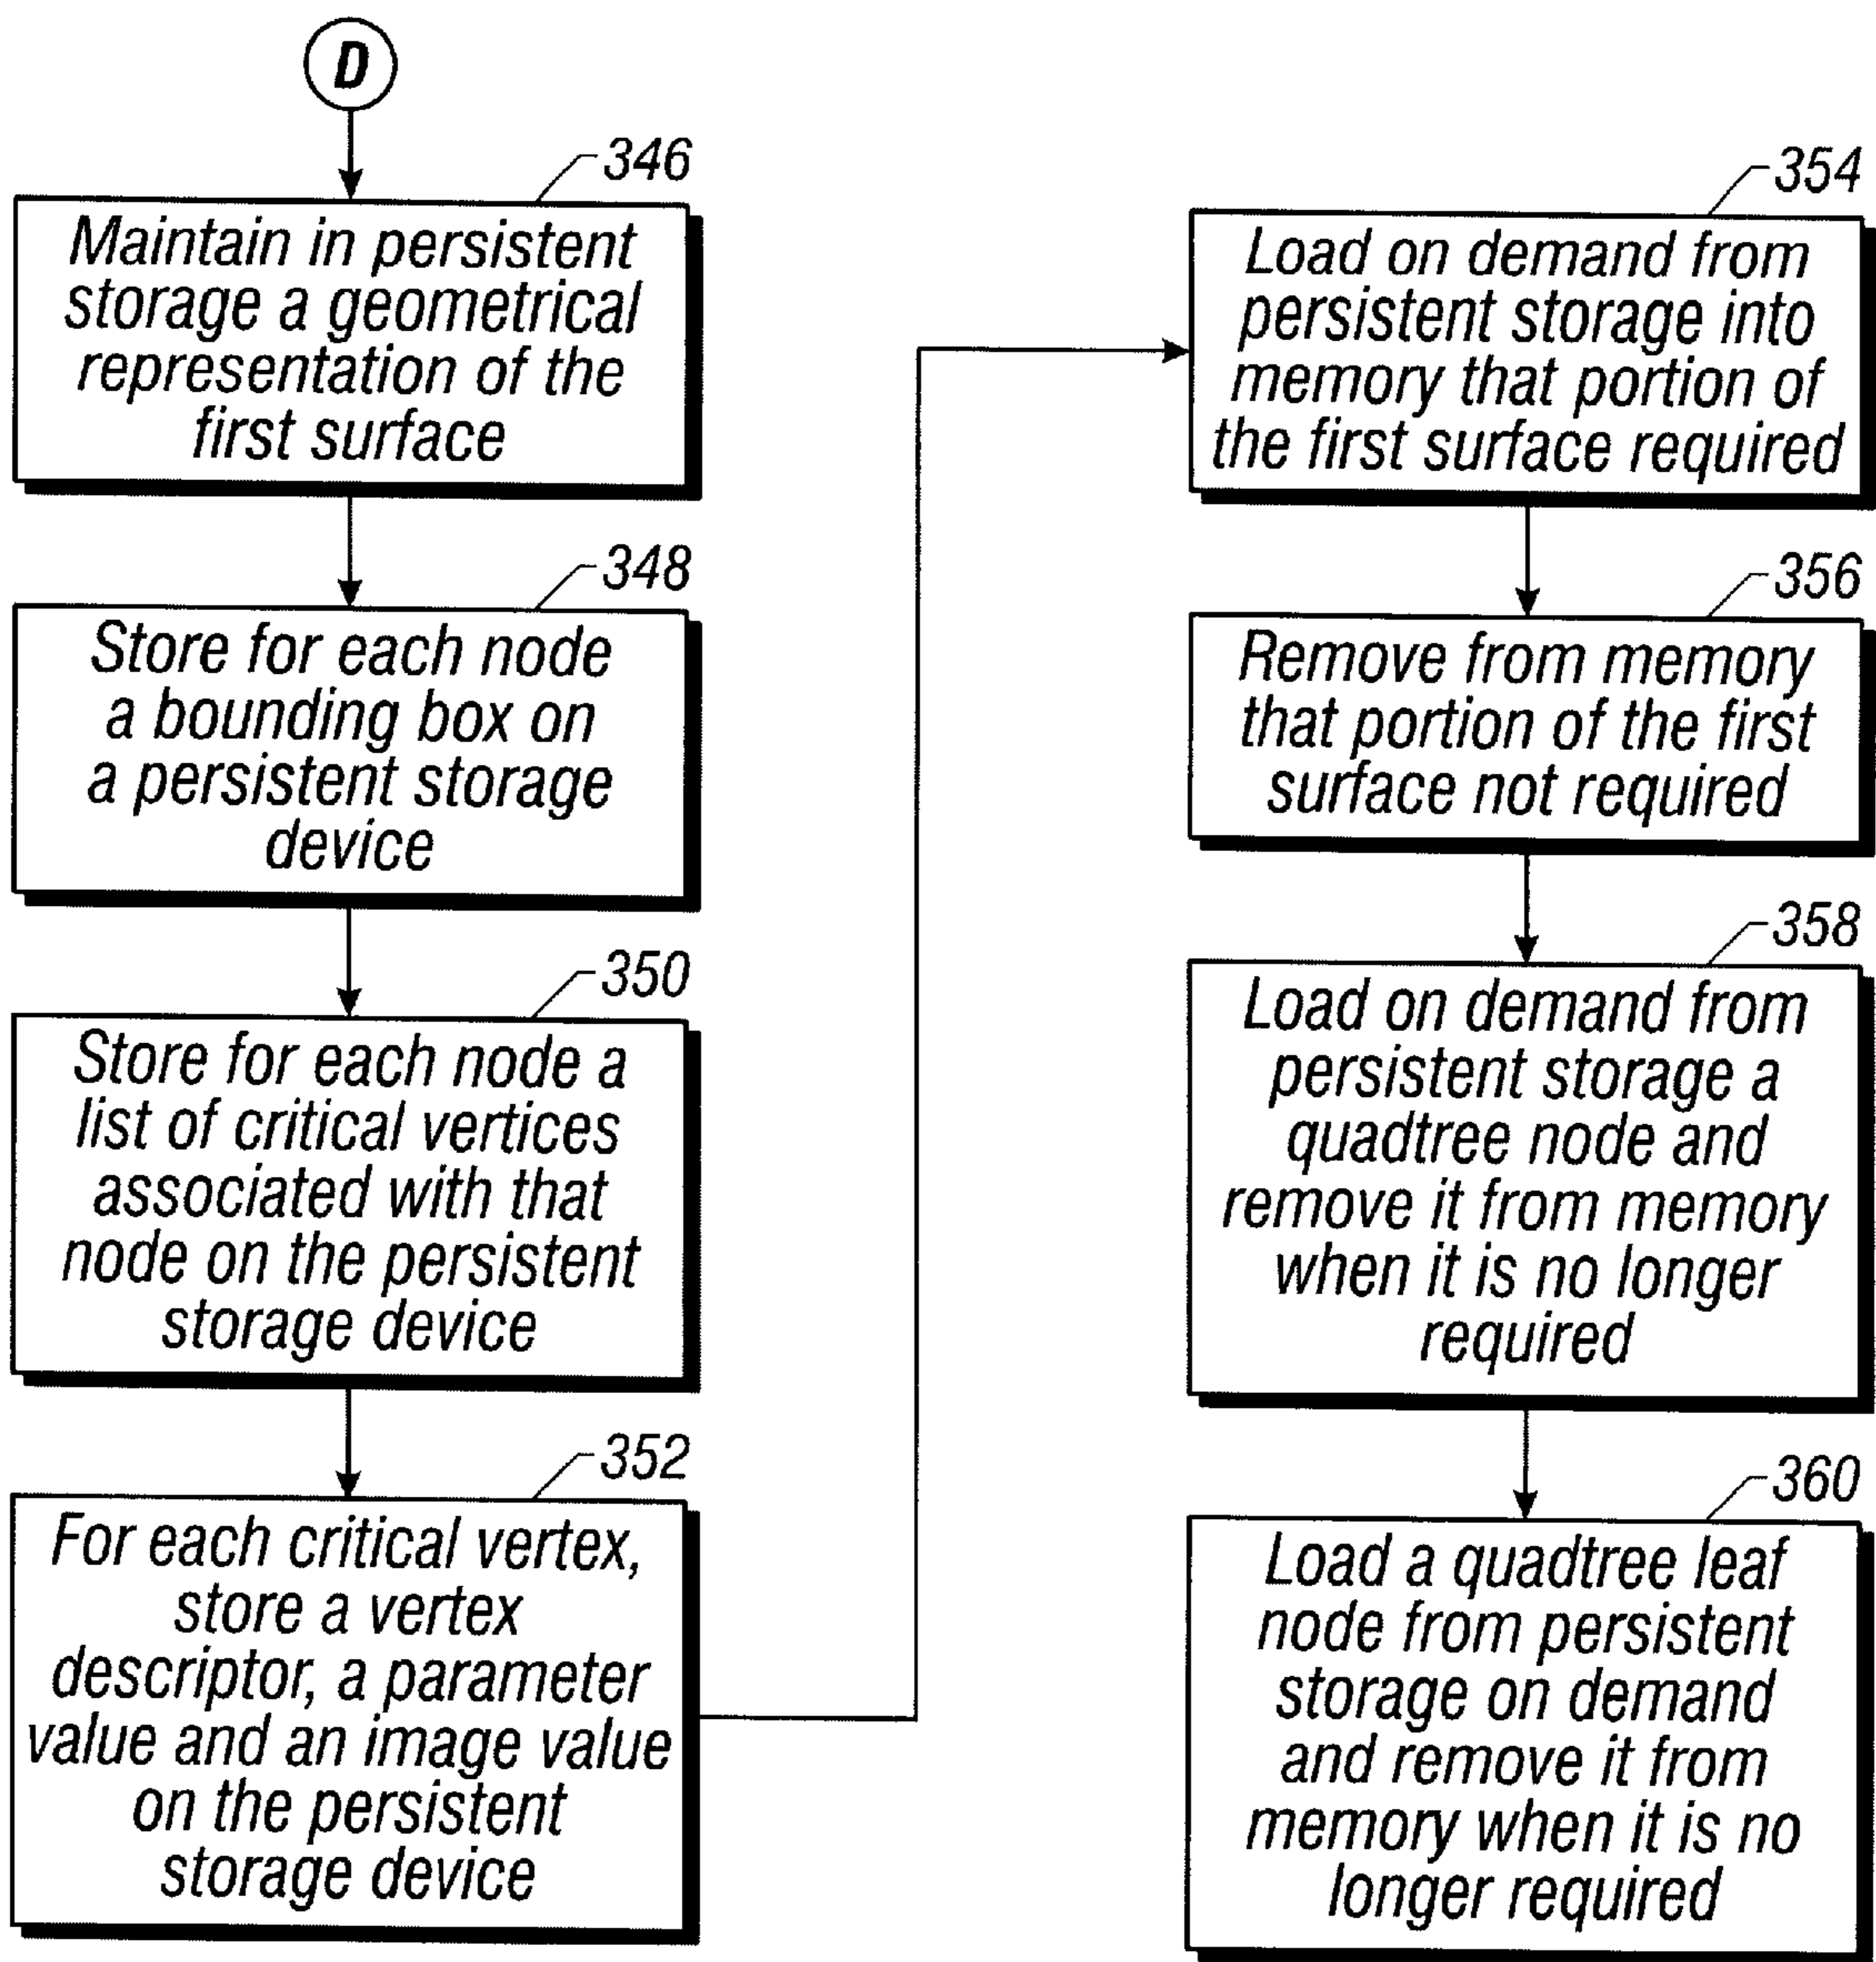 D
346
Maintain in persistent
storage a geometrical
representation of the
first surface
348
Store for each node
a bounding box on
a persistent storage
device
350
Store for each node a
list of critical vertices
associated with that
node on the persistent
storage device
352
For each critical vertex,
store a vertex
descriptor, a parameter
value and an image value
on the persistent
storage device
354
Load on demand from
persistent storage into
memory that portion of
the first surface required
356
Remove from memory
that portion of the first
surface not required
358
Load on demand from
persistent storage a
quadtree node and
remove it from memory
when it is no longer
required
360
Load a quadtree leaf
node from persistent
storage on demand
and remove it from
memory when it is no
longer required